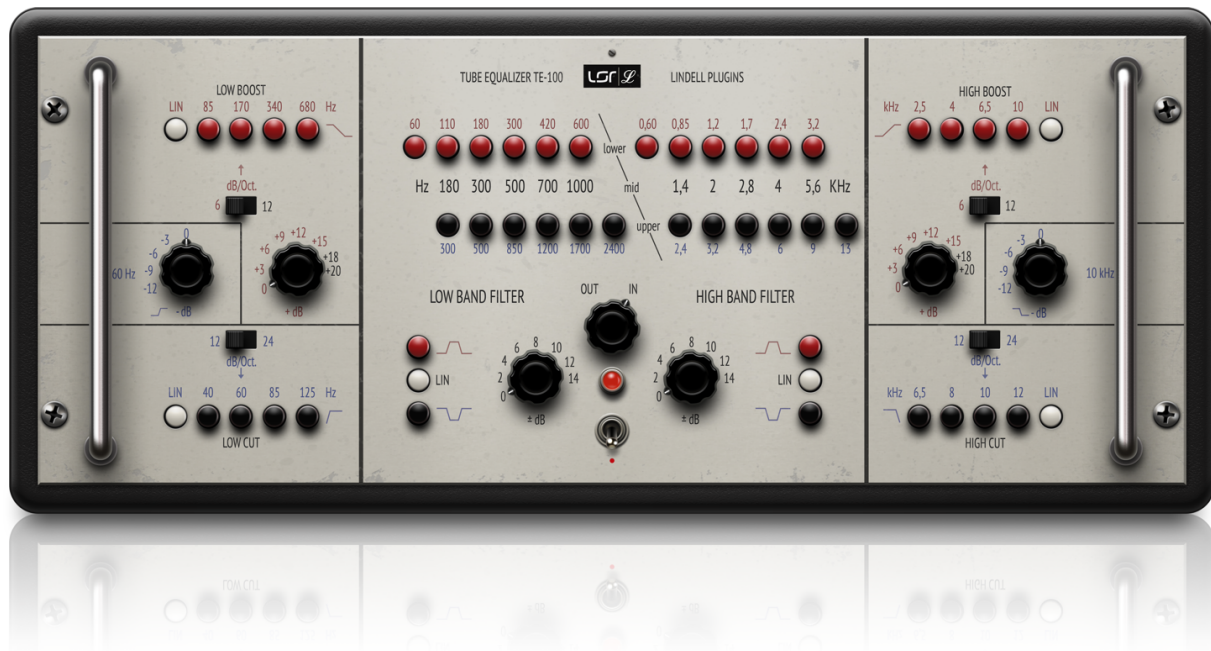 TUBE EQUALIZER TE-100 LSR L LINDELL PLUGINS
LOW BOOST
LIN 85 170 340 680 Hz
dB/Oct.
6 12
60 Hz
0 -3 -6 -9 -12
- dB
0 +3 +6 +9 +12 +15 +18 +20
+ dB
12 24
dB/Oct.
LIN 40 60 85 125 Hz
LOW CUT
60 110 180 300 420 600 lower 0,60 0,85 1,2 1,7 2,4 3,2
Hz 180 300 500 700 1000 mid 1,4 2 2,8 4 5,6 KHz
upper
300 500 850 1200 1700 2400 2,4 3,2 4,8 6 9 13
LOW BAND FILTER
OUT IN
HIGH BAND FILTER
LIN
0 2 4 6 8 10 12 14
± dB
0 2 4 6 8 10 12 14
± dB
LIN
HIGH BOOST
kHz 2,5 4 6,5 10 LIN
dB/Oct.
6 12
0 +3 +6 +9 +12 +15 +18 +20
+ dB
0 -3 -6 -9 -12
- dB
10 kHz
12 24
dB/Oct.
kHz 6,5 8 10 12 LIN
HIGH CUT